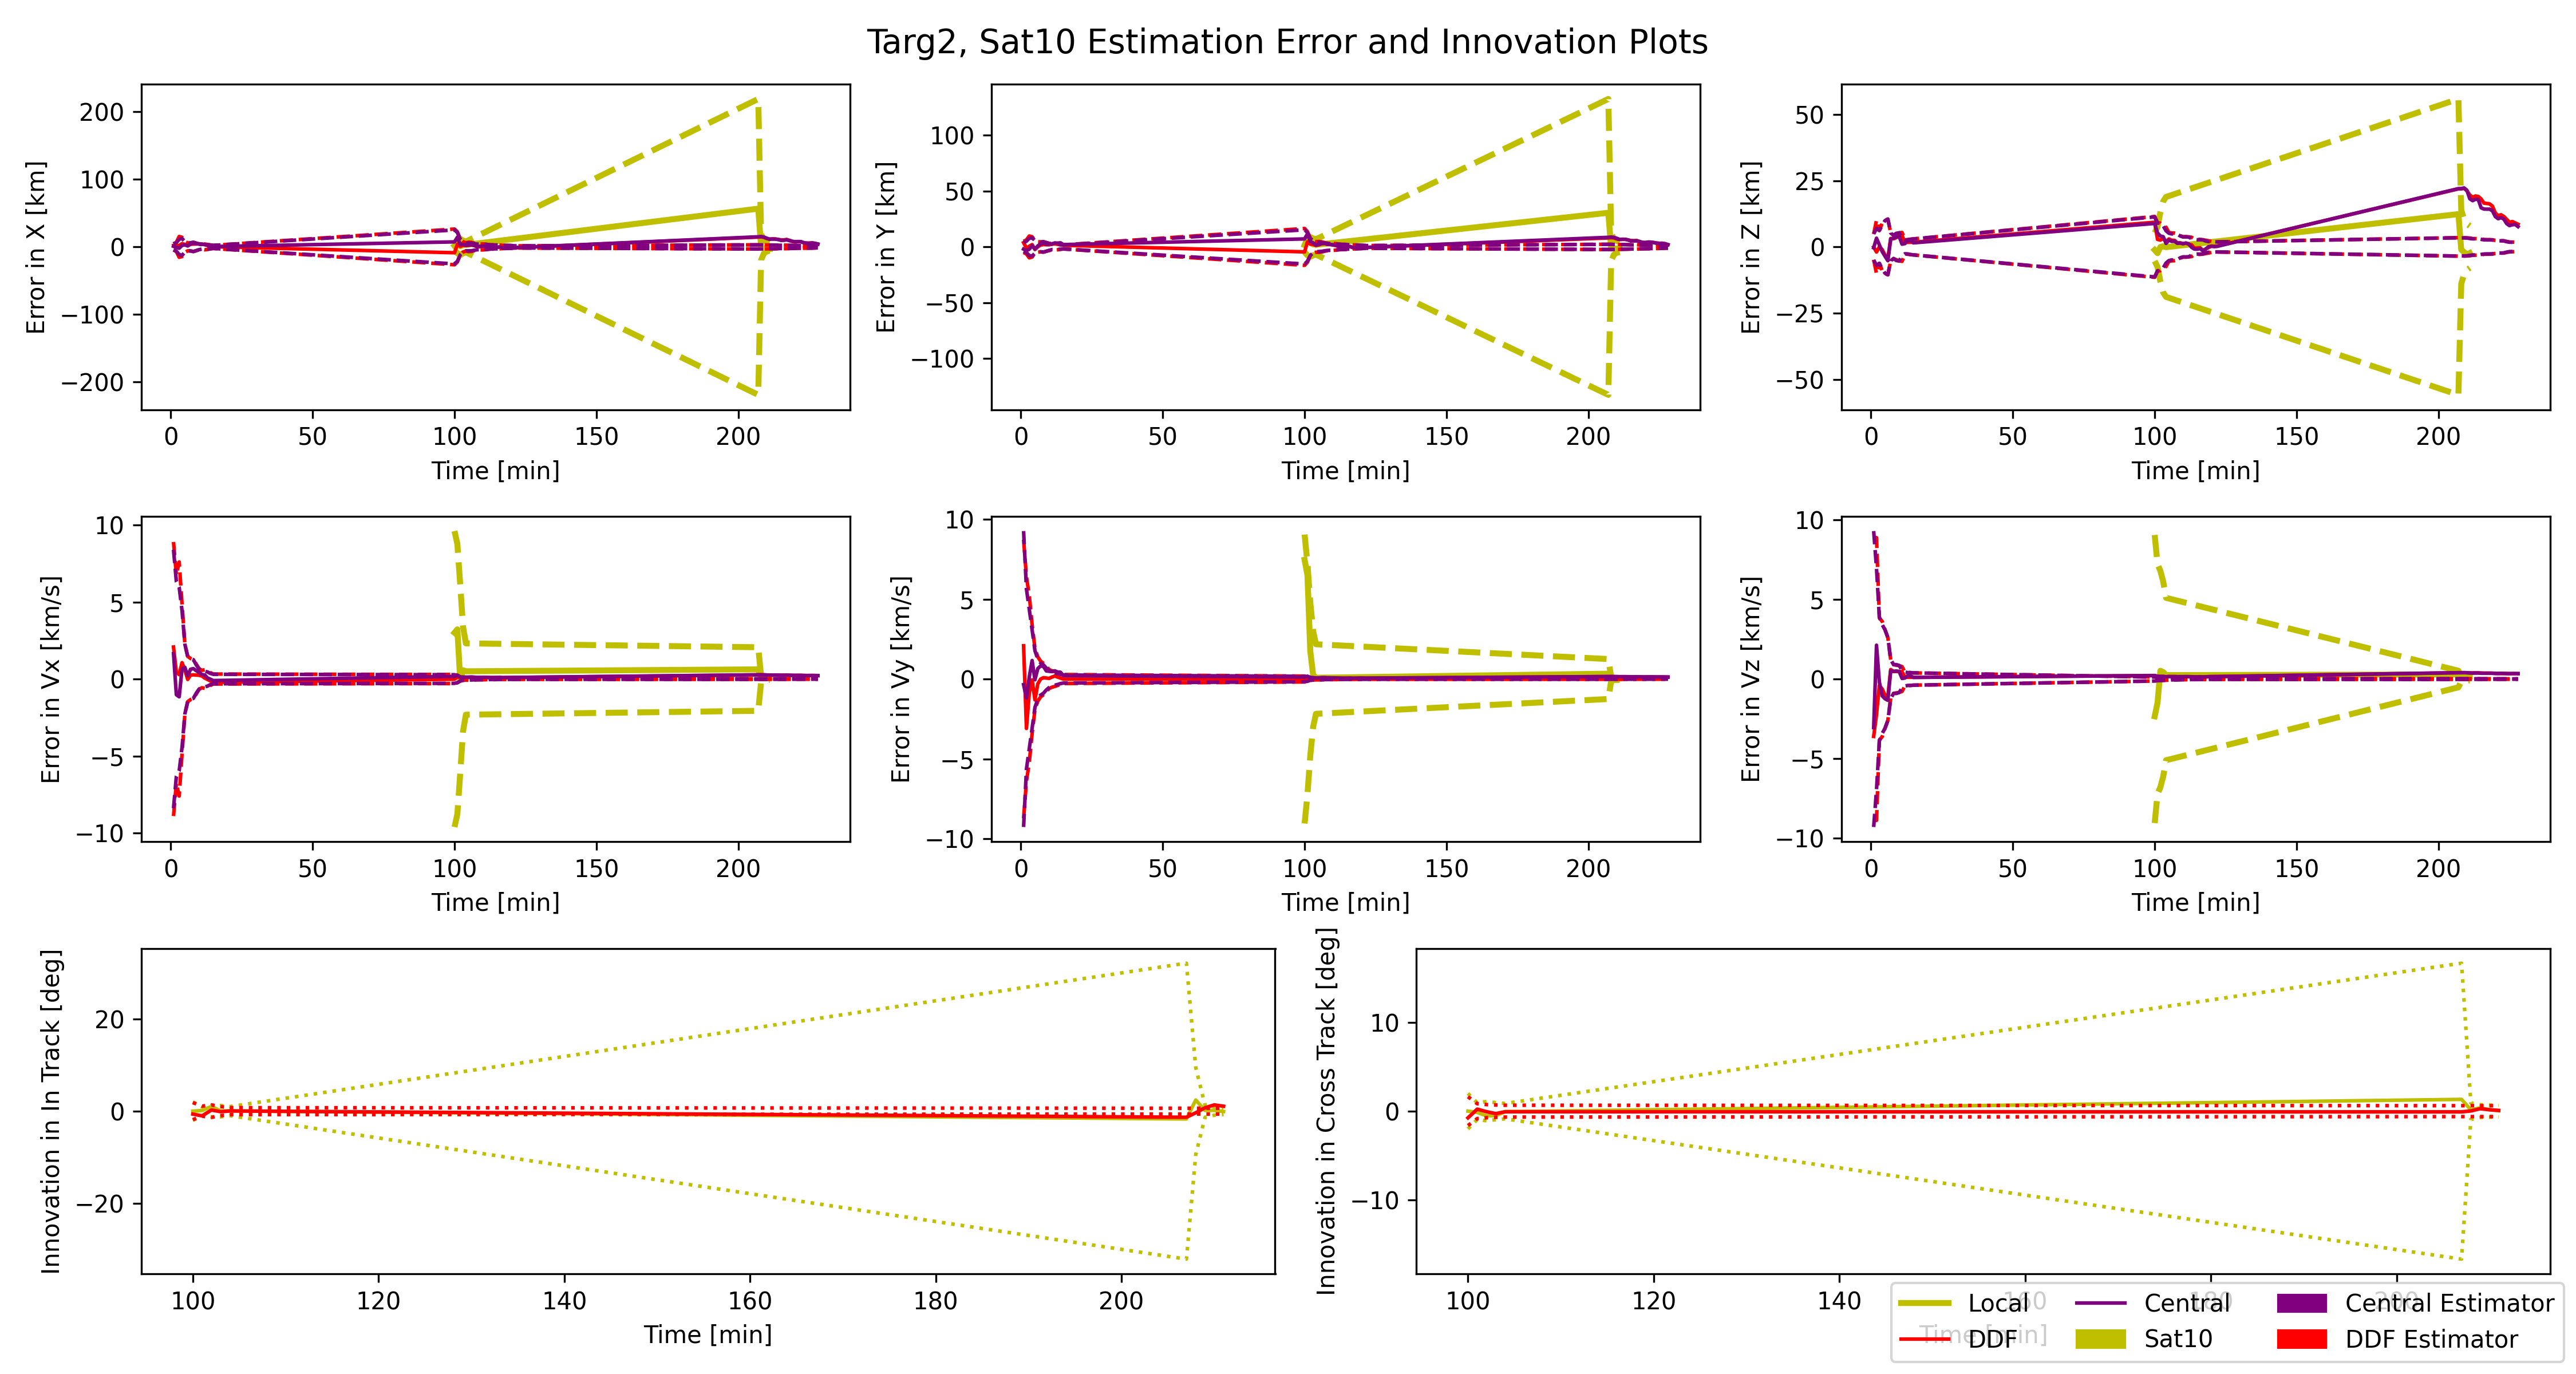 Targ2, Sat10 Estimation Error and Innovation Plots
Error in X [km]
200
100
0
−100
−200
0 50 100 150 200
Time [min]
Error in Y [km]
100
50
0
−50
−100
0 50 100 150 200
Time [min]
Error in Z [km]
50
25
0
−25
−50
0 50 100 150 200
Time [min]
Error in Vx [km/s]
10
5
0
−5
−10
0 50 100 150 200
Time [min]
Error in Vy [km/s]
10
5
0
−5
−10
0 50 100 150 200
Time [min]
Error in Vz [km/s]
10
5
0
−5
−10
0 50 100 150 200
Time [min]
Innovation in In Track [deg]
20
0
−20
100 120 140 160 180 200
Time [min]
Innovation in Cross Track [deg]
10
0
−10
100 120 140 160 180 200
Time [min]
Local
DDF
Central
Sat10
Central Estimator
DDF Estimator